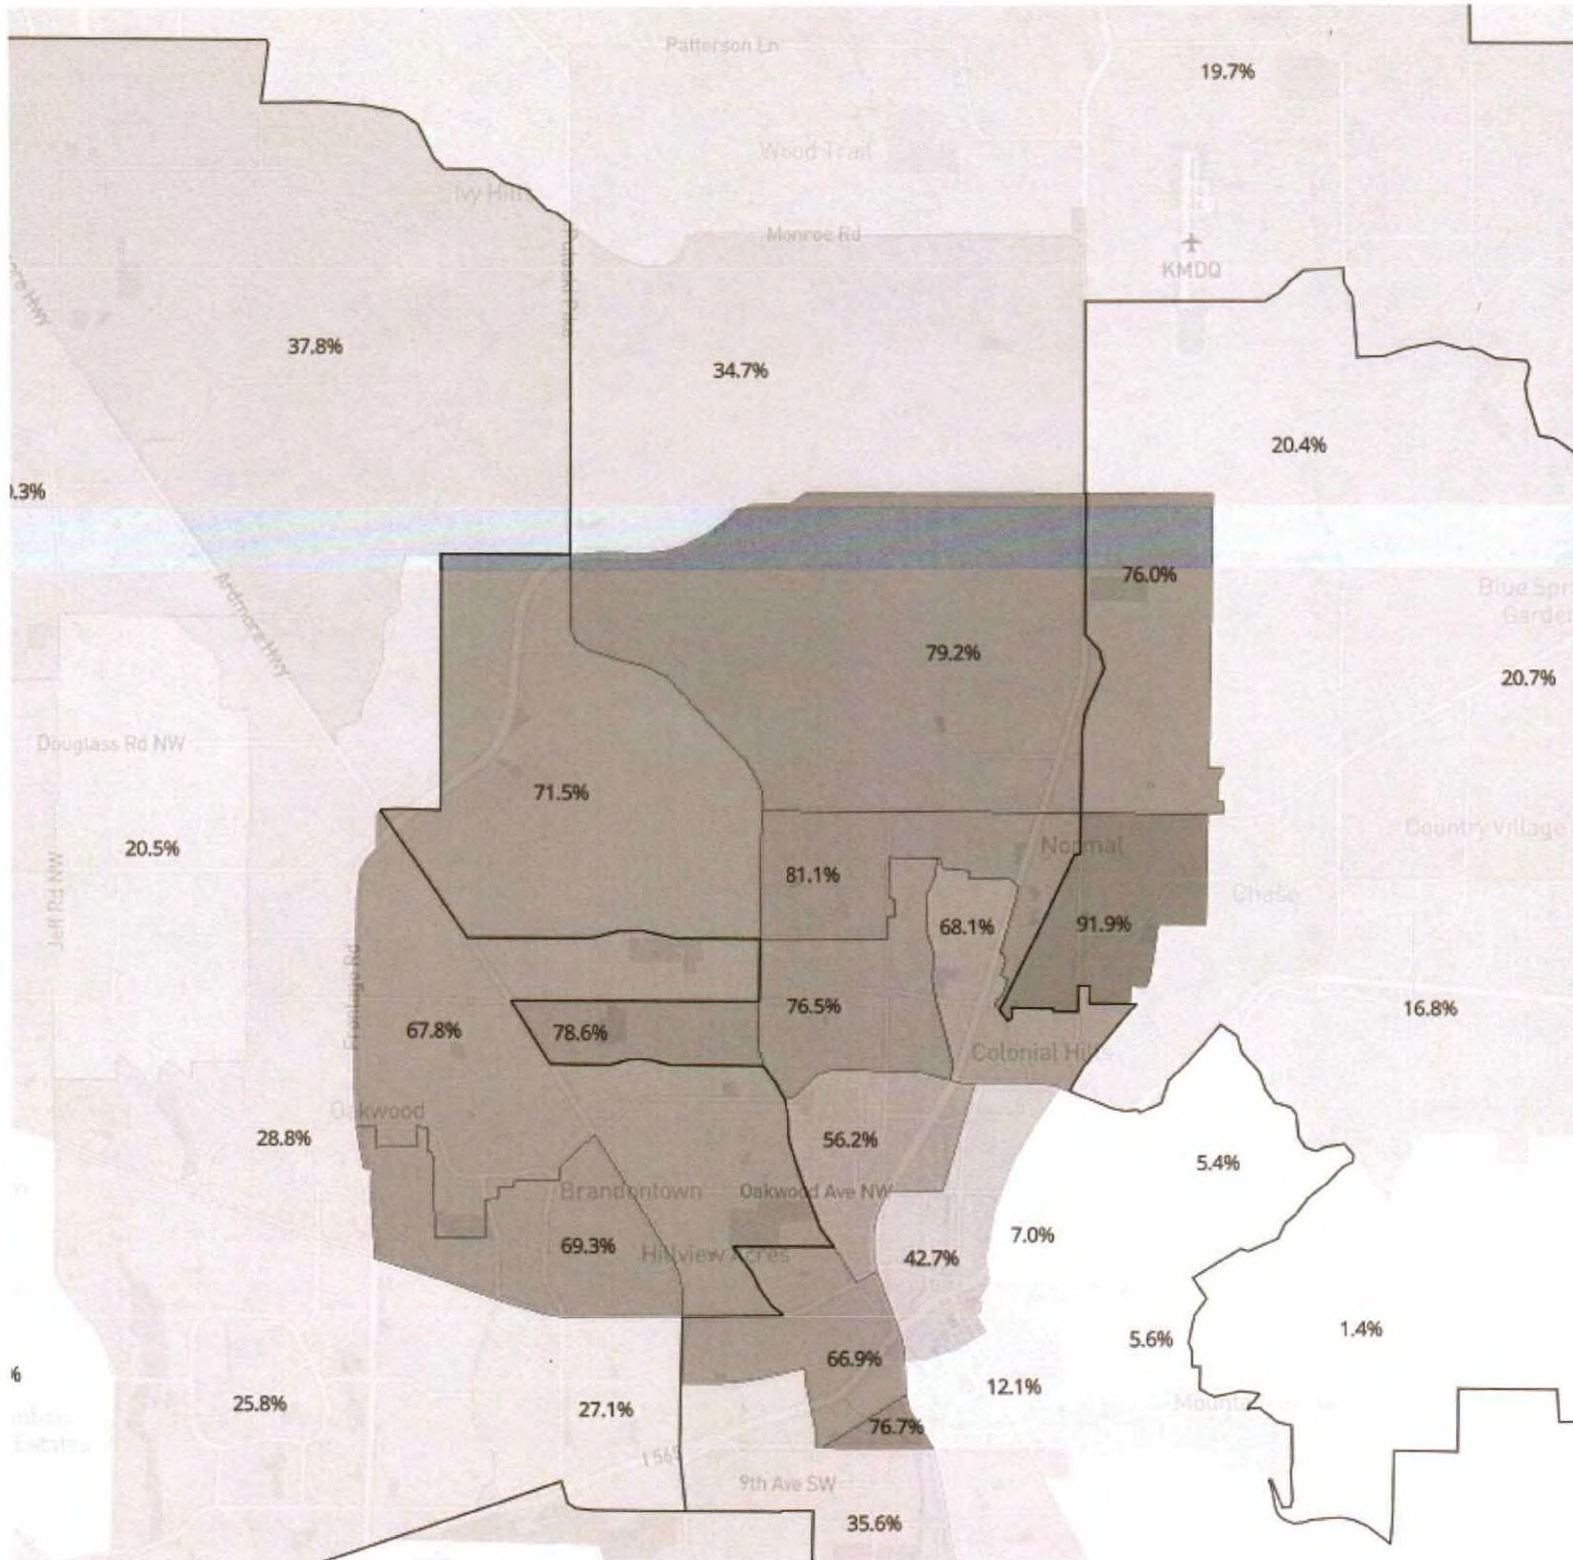 Patterson Ln
19.7%
Wood Trail
Ivy Hills
Monroe Rd
KMDQ
37.8%
34.7%
20.4%
76.0%
Ardmore Hwy
79.2%
20.7%
Douglass Rd NW
71.5%
20.5%
Country Village
Normal
81.1%
Chase
Jeff Rd NW
68.1%
91.9%
Frontage Rd
76.5%
16.8%
67.8%
78.6%
Colonial Hills
Oakwood
28.8%
56.2%
5.4%
Brandontown
Oakwood Ave NW
7.0%
69.3%
Hillview Acres
42.7%
5.6%
1.4%
66.9%
12.1%
25.8%
27.1%
76.7%
I 565
9th Ave SW
35.6%